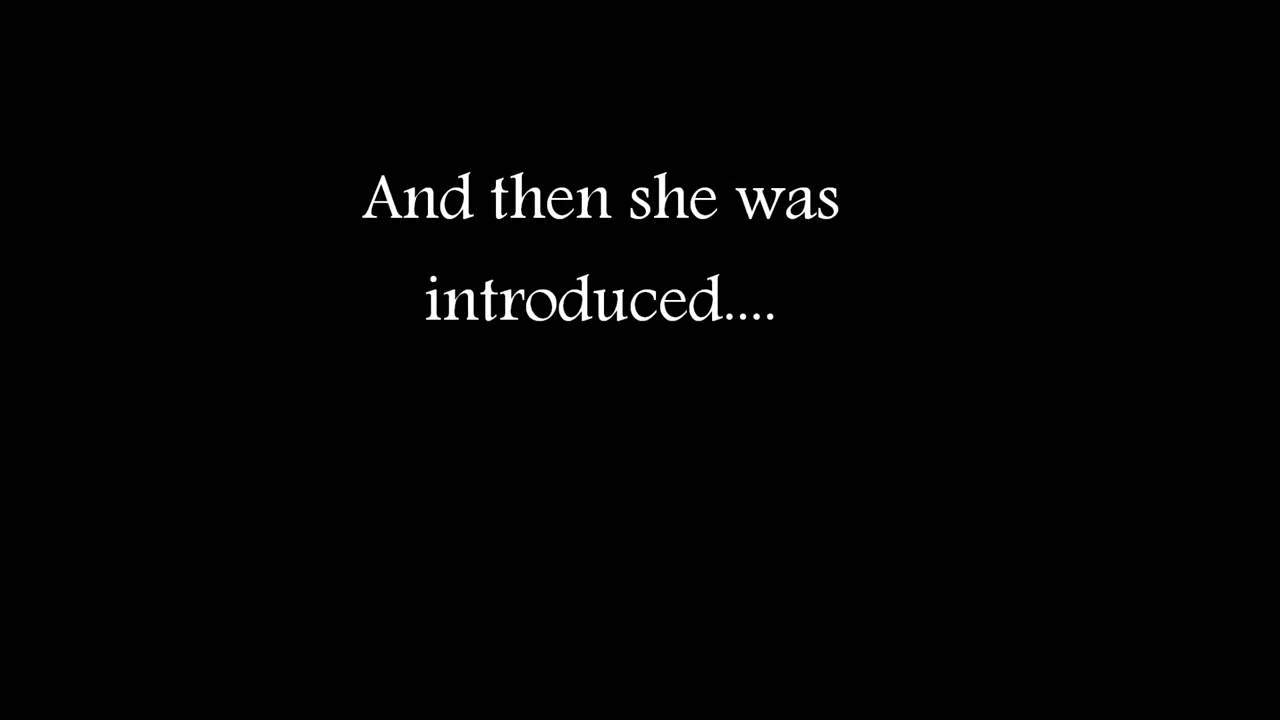 And then she was
introduced....